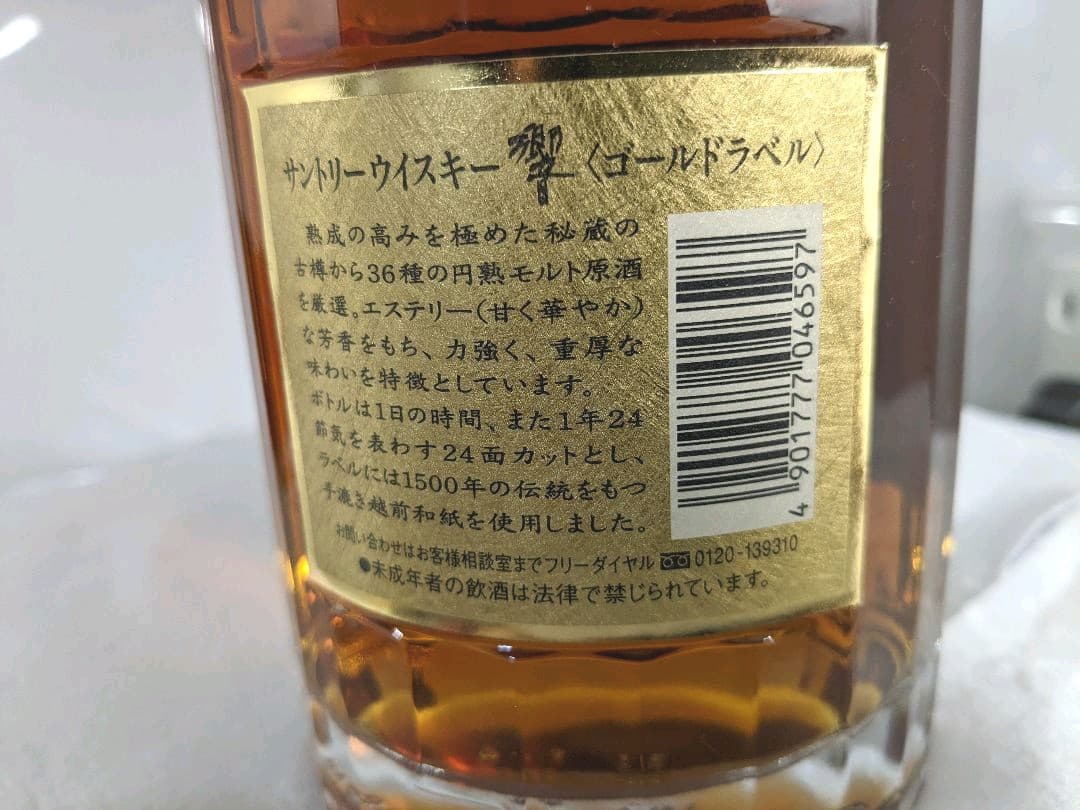 サントリーウイスキー 響〈ゴールドラベル〉
熟成の高みを極めた秘蔵の
古樽から36種の円熟モルト原酒
を厳選。エステリー(甘く華やか)
な芳香をもち、力強く、重厚な
味わいを特徴としています。
ボトルは1日の時間、また1年24
節気を表わす24面カットとし、
ラベルには1500年の伝統をもつ
手漉き越前和紙を使用しました。
お問い合わせはお客様相談室までフリーダイヤル 0120-139310
●未成年者の飲酒は法律で禁じられています。
4901777046597